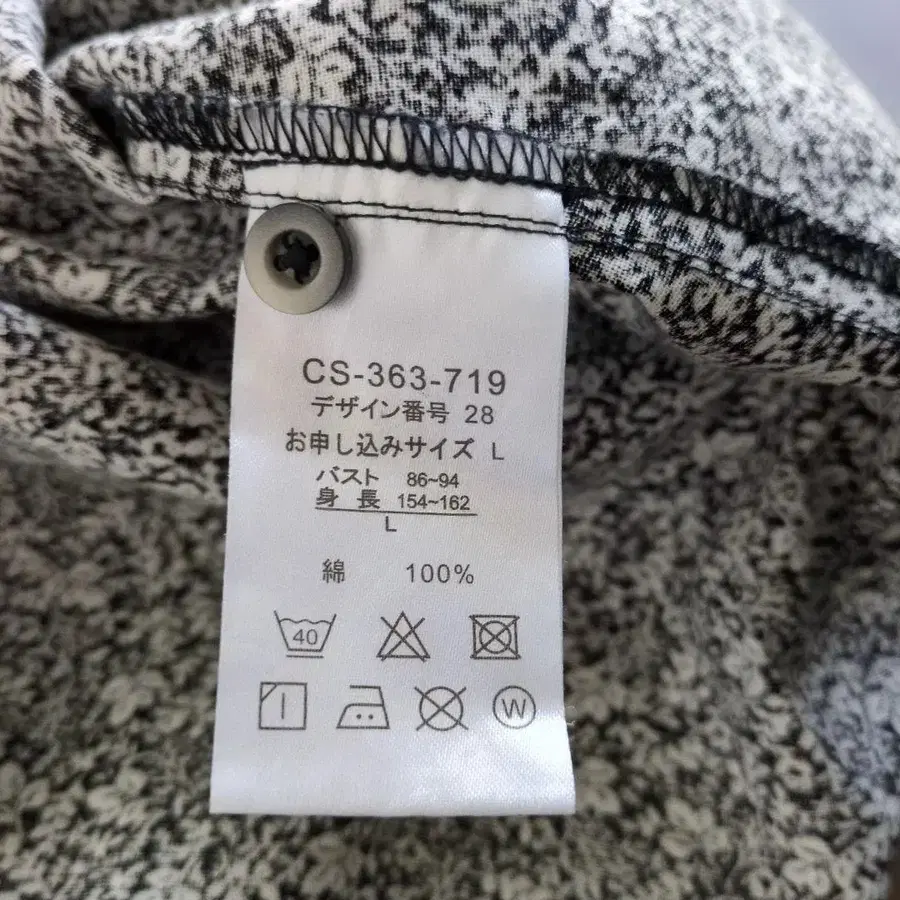 CS-363-719
デザイン番号 28
お申し込みサイズ L
バスト 86~94
身 長 154~162
L
綿 100%
40
W